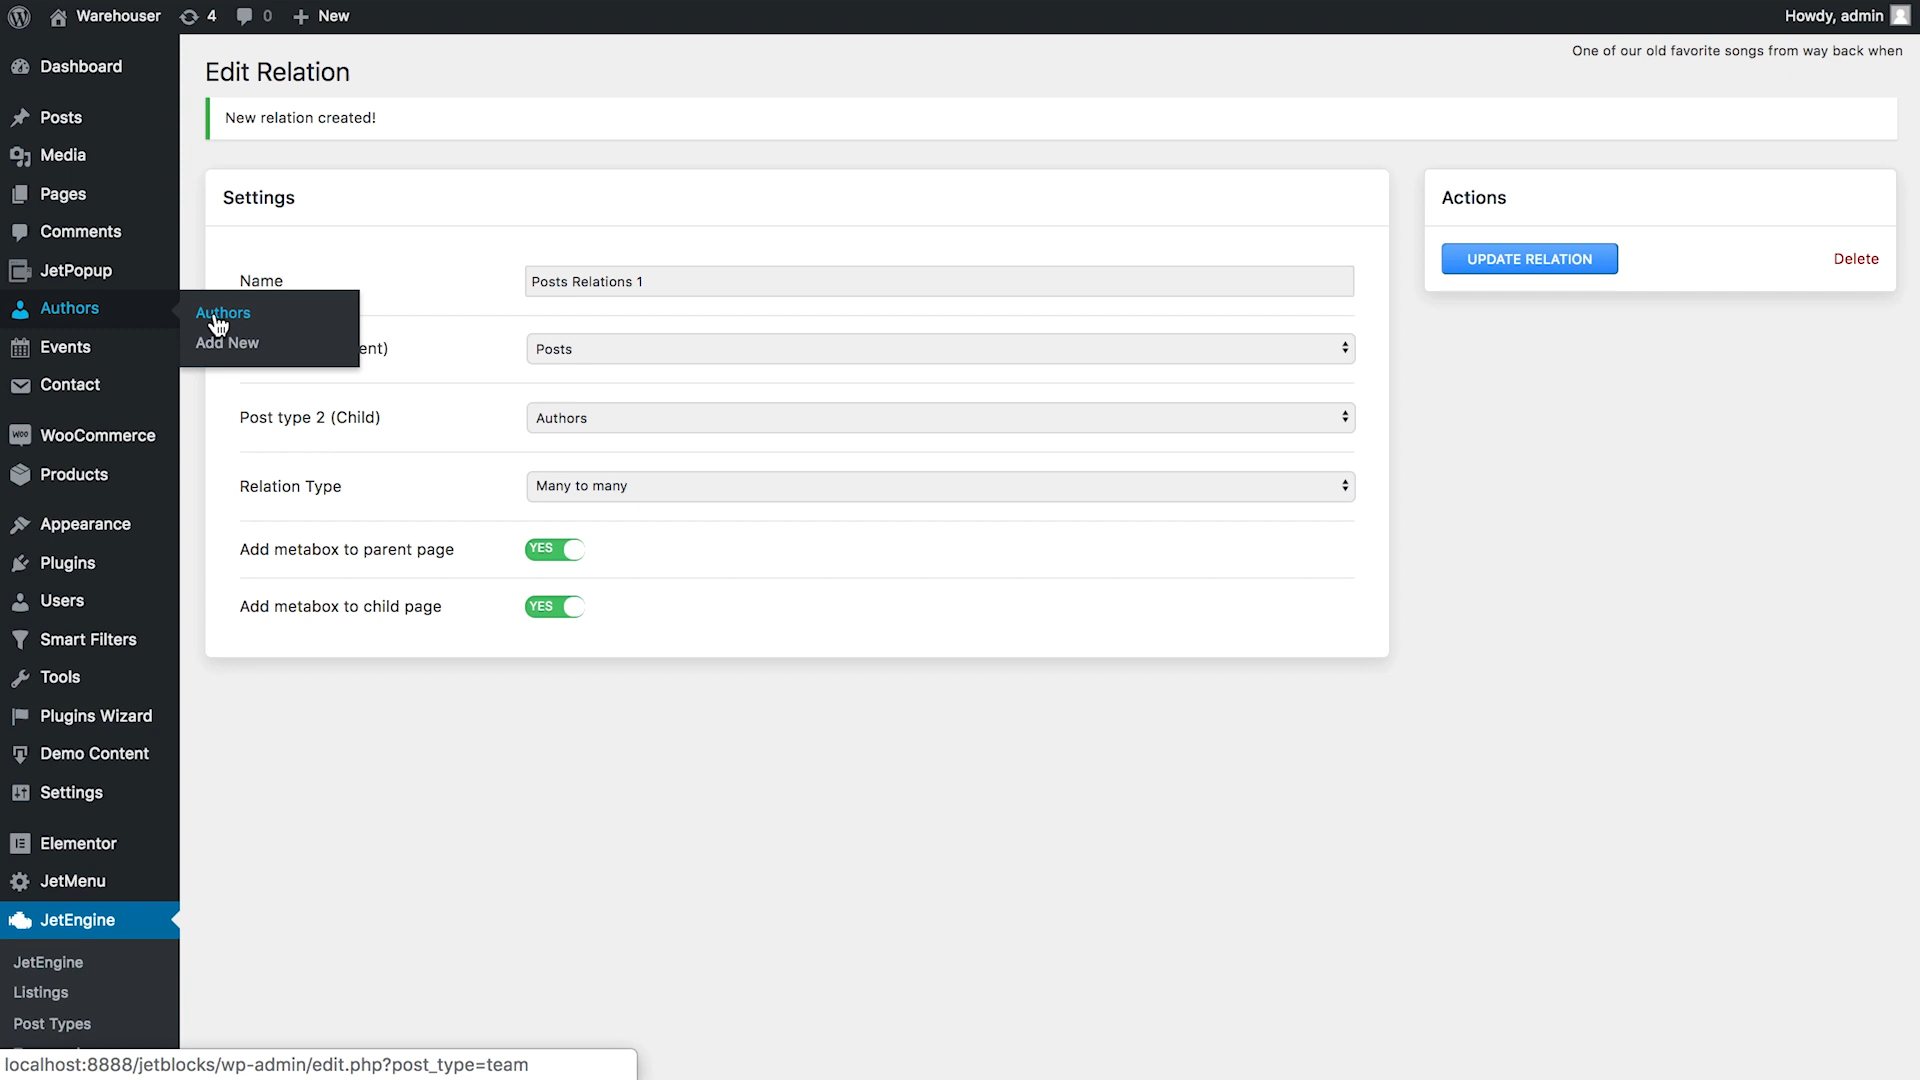 Warehouser 4 0 New Howdy, admin
One of our old favorite songs from way back when
Dashboard
Posts
Media
Pages
Comments
JetPopup
Authors
Authors
Add New
Events
Contact
WOO WooCommerce
Products
Appearance
Plugins
Users
Smart Filters
Tools
Plugins Wizard
Demo Content
Settings
Elementor
JetMenu
JetEngine
JetEngine
Listings
Post Types
Edit Relation
New relation created!
Settings
Name Posts Relations 1
ent) Posts
Post type 2 (Child) Authors
Relation Type Many to many
Add metabox to parent page YES
Add metabox to child page YES
Actions
UPDATE RELATION Delete
localhost:8888/jetblocks/wp-admin/edit.php?post_type=team